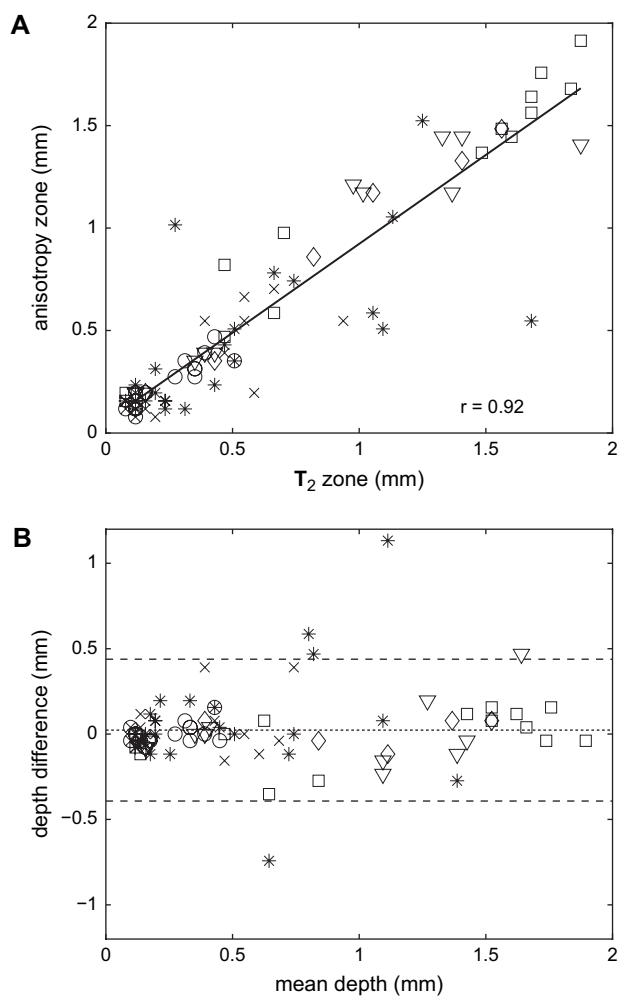 A
2
1.5
1
0.5
0
anisotropy zone (mm)
r = 0.92
0 0.5 1 1.5 2
T₂ zone (mm)
B
1
0.5
0
−0.5
−1
depth difference (mm)
0 0.5 1 1.5 2
mean depth (mm)